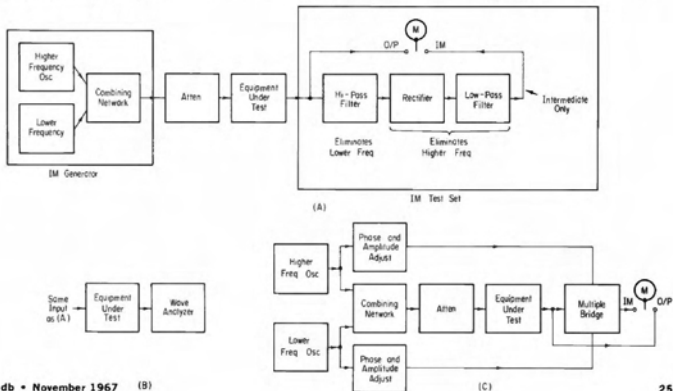 Higher
Frequency
Osc
Lower
Frequency
Combining
Network
IM Generator
Atten
Equipment
Under
Test
O/P
M
IM
Hi-Pass
Filter
Rectifier
Low-Pass
Filter
Intermediate
Only
Eliminates
Lower Freq
Eliminates
Higher Freq
IM Test Set
(A)
Same
Input
as (A)
Equipment
Under
Test
Wave
Analyzer
(B)
Higher
Freq Osc
Lower
Freq Osc
Phase and
Amplitude
Adjust
Combining
Network
Phase and
Amplitude
Adjust
Atten
Equipment
Under
Test
Multiple
Bridge
IM
M
O/P
(C)
db • November 1967
25